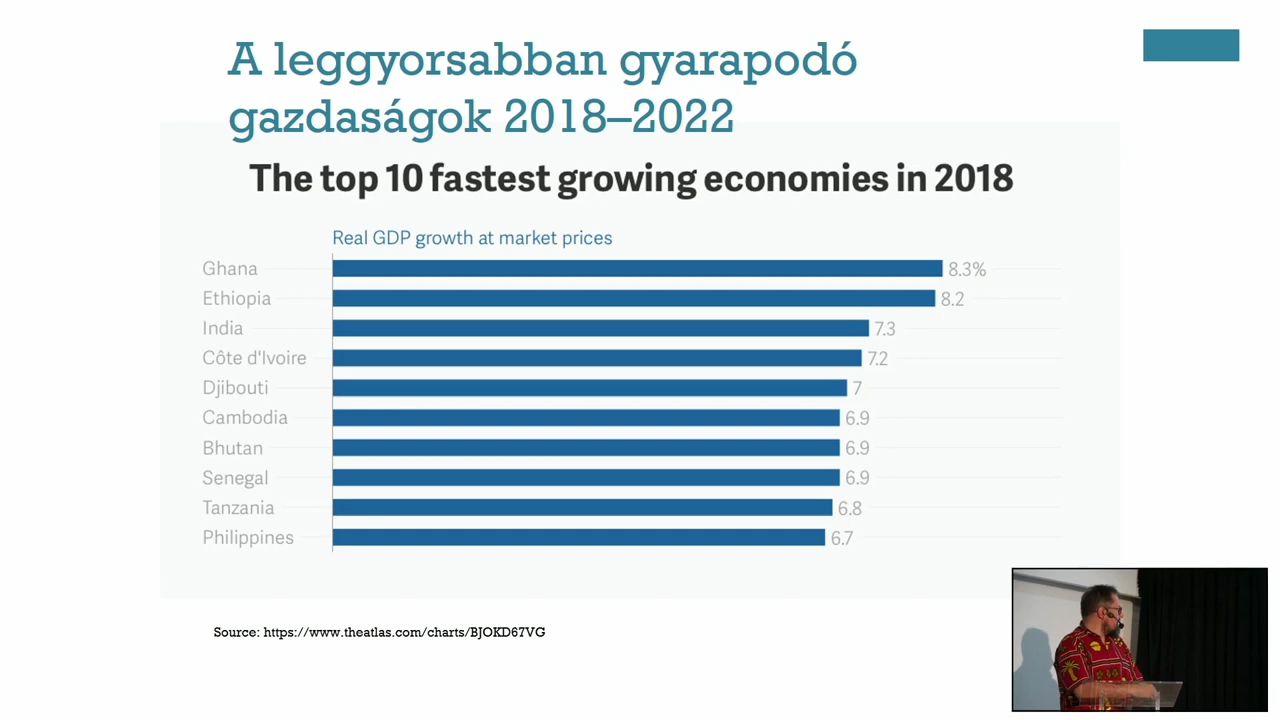 A leggyorsabban gyarapodó
gazdaságok 2018–2022
The top 10 fastest growing economies in 2018
Real GDP growth at market prices
Ghana 8.3%
Ethiopia 8.2
India 7.3
Côte d'Ivoire 7.2
Djibouti 7
Cambodia 6.9
Bhutan 6.9
Senegal 6.9
Tanzania 6.8
Philippines 6.7
Source: https://www.theatlas.com/charts/BJOKD67VG